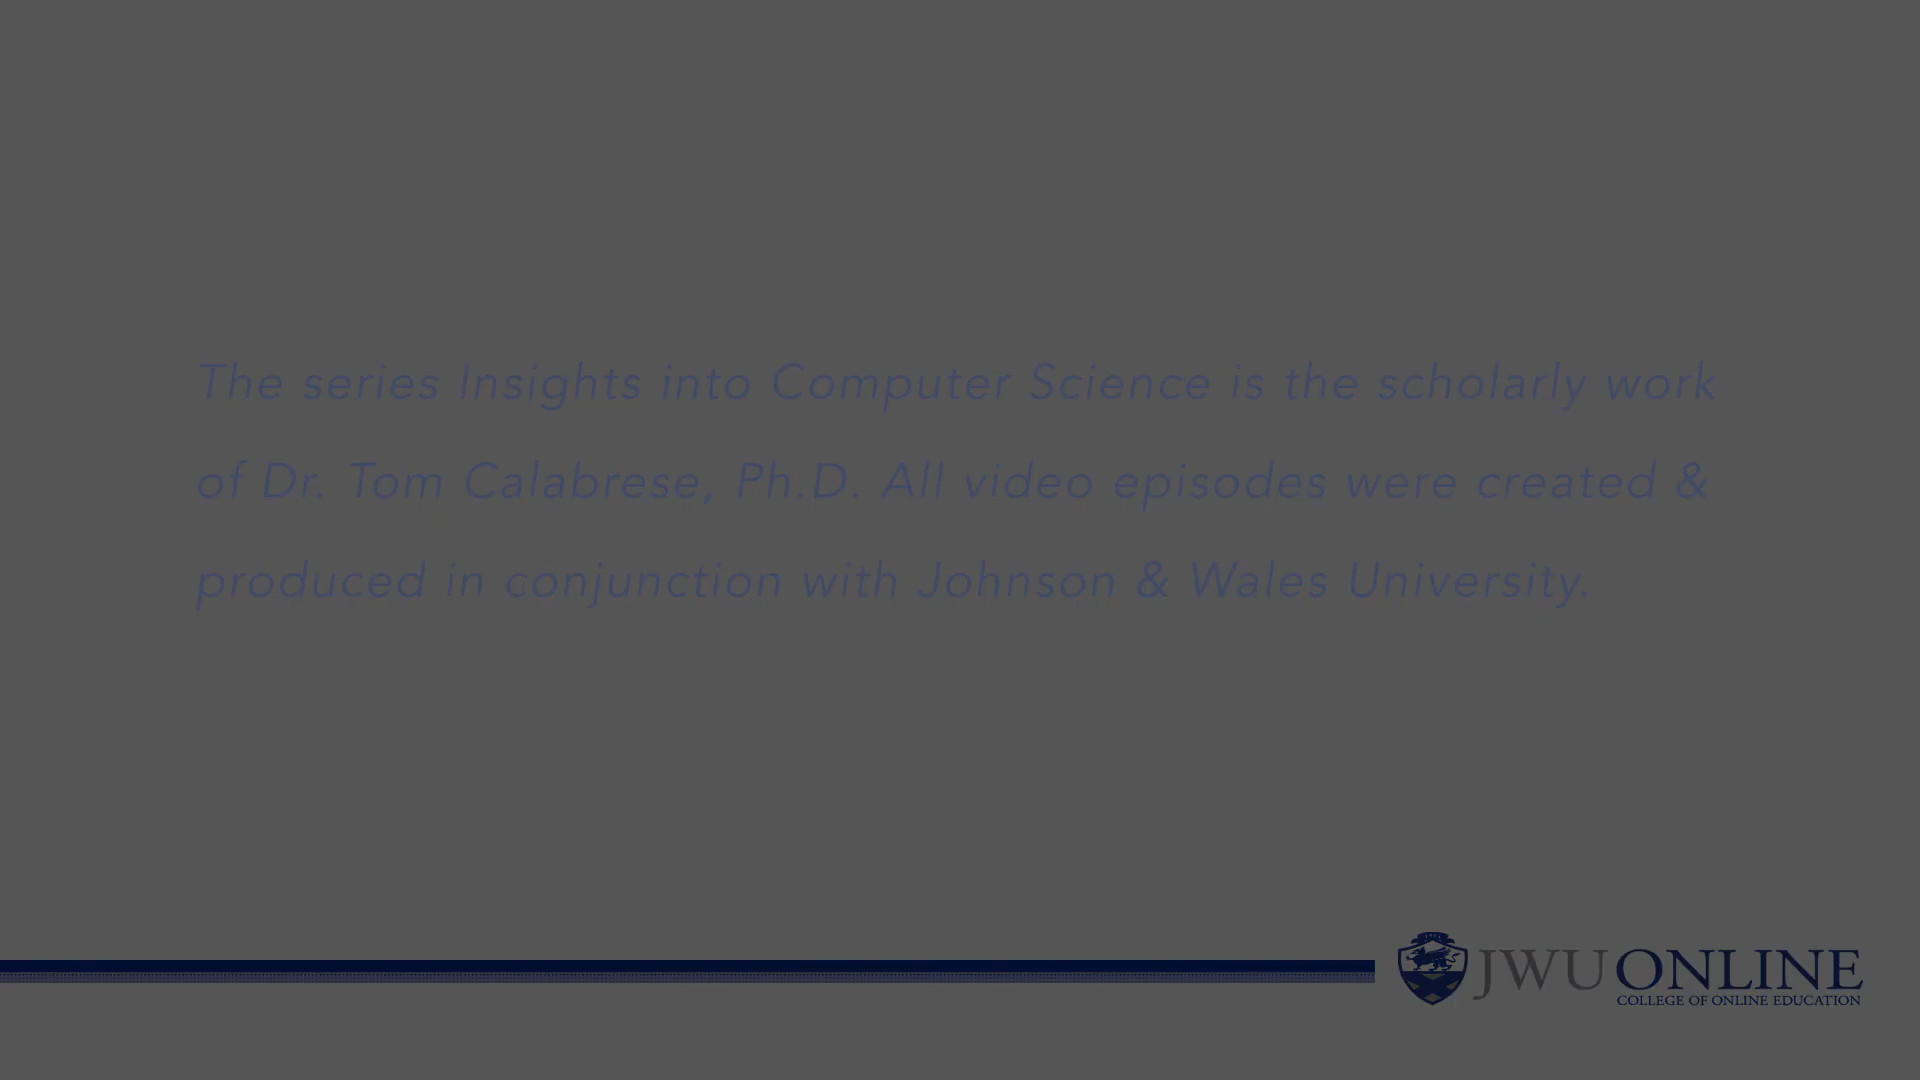 The series Insights into Computer Science is the scholarly work
of Dr. Tom Calabrese, Ph.D. All video episodes were created &
produced in conjunction with Johnson & Wales University.
JWU ONLINE
COLLEGE OF ONLINE EDUCATION